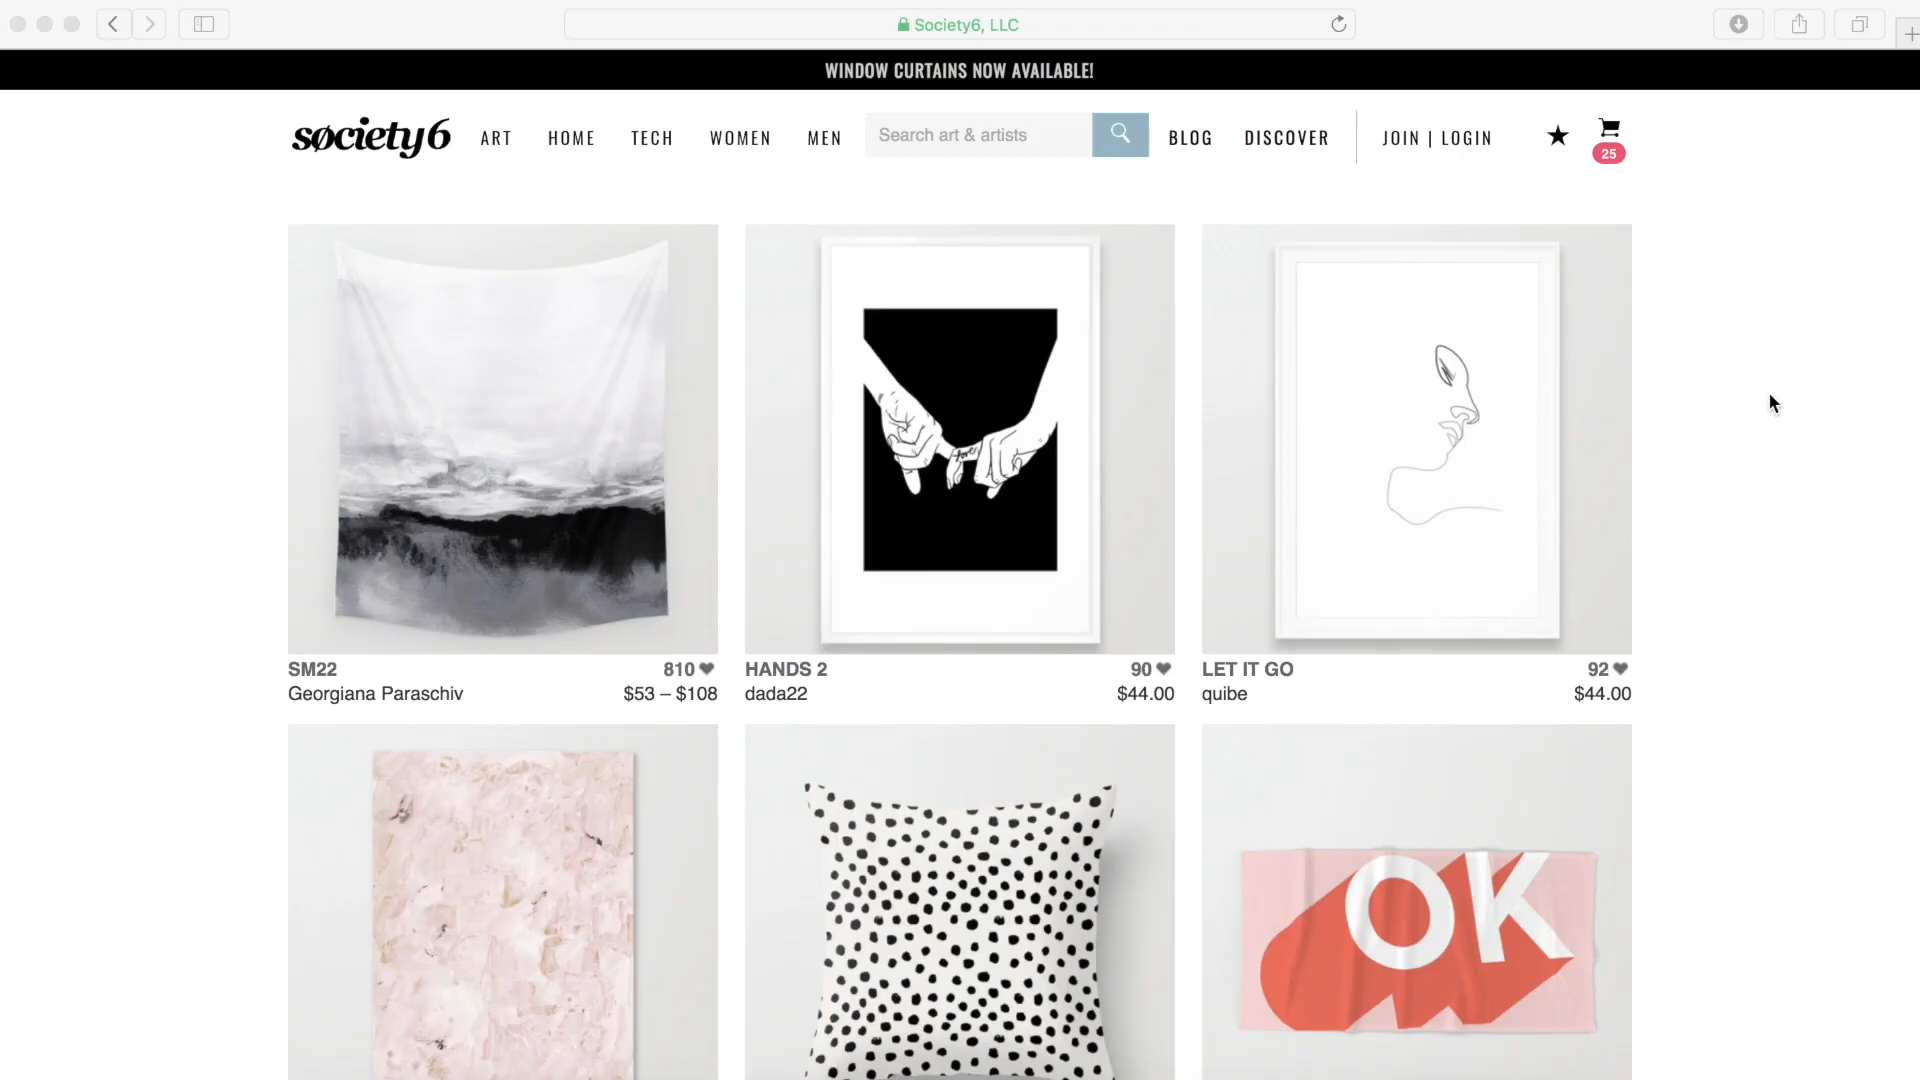 Society6, LLC
WINDOW CURTAINS NOW AVAILABLE!
society6 ART HOME TECH WOMEN MEN Search art & artists BLOG DISCOVER JOIN | LOGIN 25
love
SM22 810
Georgiana Paraschiv $53 – $108
HANDS 2 90
dada22 $44.00
LET IT GO 92
quibe $44.00
OK